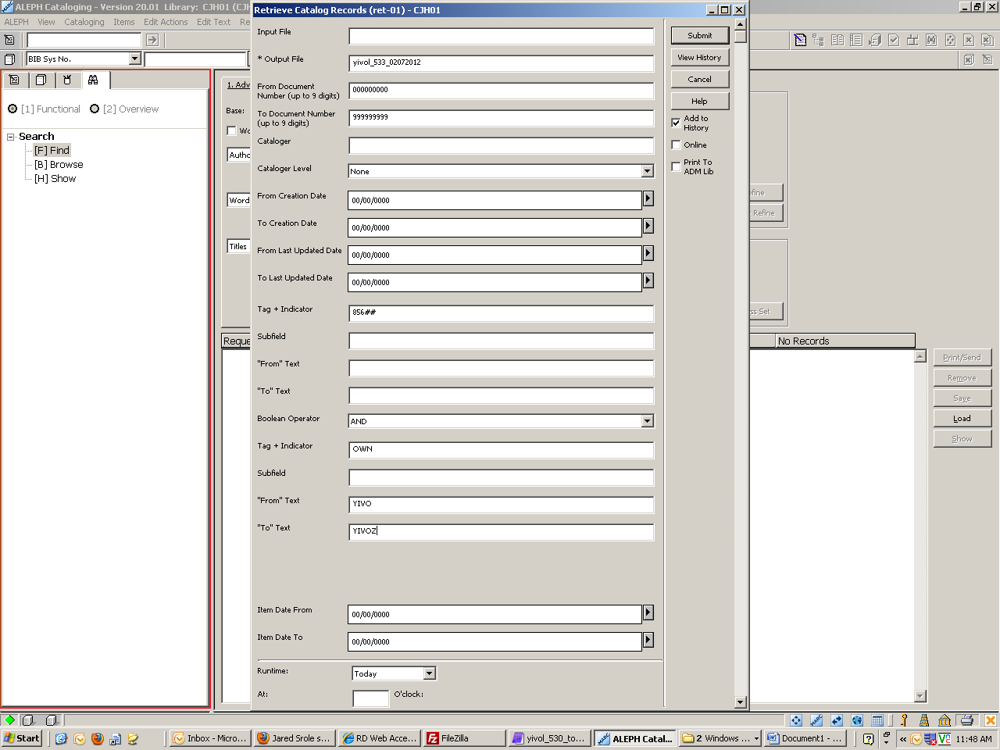 ALEPH Cataloging - Version 20.01 Library: CJH01 (CJH
Retrieve Catalog Records (ret-01) - CJH01
ALEPH View Cataloging Items Edit Actions Edit Text Re
BIB Sys No.
[1] Functional [2] Overview
Search
[F] Find
[B] Browse
[H] Show
1. Adv
Base:
Wo
Autho
Word
Titles
Reque
Input File
* Output File yivol_533_02072012
From Document
Number (up to 9 digits) 000000000
To Document Number
(up to 9 digits) 999999999
Cataloger
Cataloger Level None
From Creation Date 00/00/0000
To Creation Date 00/00/0000
From Last Updated Date 00/00/0000
To Last Updated Date 00/00/0000
Tag + Indicator 856##
Subfield
"From" Text
"To" Text
Boolean Operator AND
Tag + Indicator OWN
Subfield
"From" Text YIVO
"To" Text YIVOZ
Item Date From 00/00/0000
Item Date To 00/00/0000
Runtime: Today
At: O'clock:
Submit
View History
Cancel
Help
Add to
History
Online
Print To
ADM Lib
efine
Refine
ss Set
No Records
Print/Send
Remove
Save
Load
Show
Start
Inbox - Micro...
Jared Srole s...
RD Web Acce...
FileZilla
yivol_530_to...
ALEPH Catal...
2 Windows ...
Document1 - ...
11:48 AM